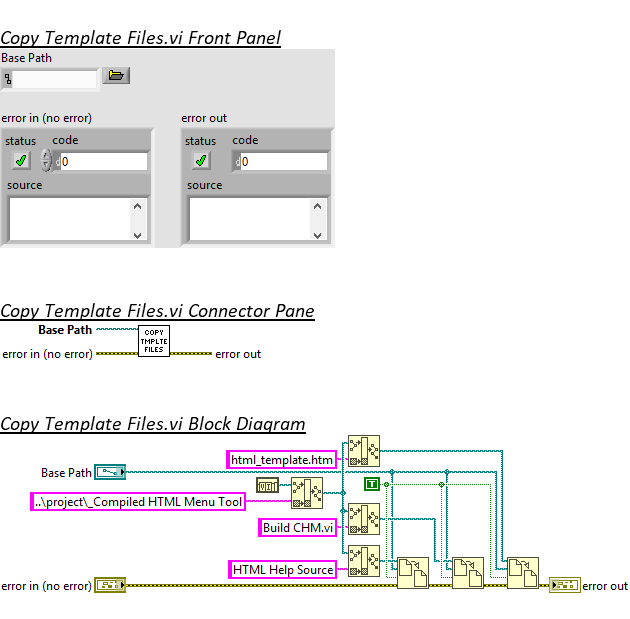 Copy Template Files.vi Front Panel
Base Path
error in (no error)
error out
status code
0
source
status code
0
source
Copy Template Files.vi Connector Pane
Base Path
COPY
TMPLTE
FILES
error in (no error)
error out
Copy Template Files.vi Block Diagram
html_template.htm
Base Path
VIT
T
..\project\_Compiled HTML Menu Tool
Build CHM.vi
HTML Help Source
error in (no error)
error out